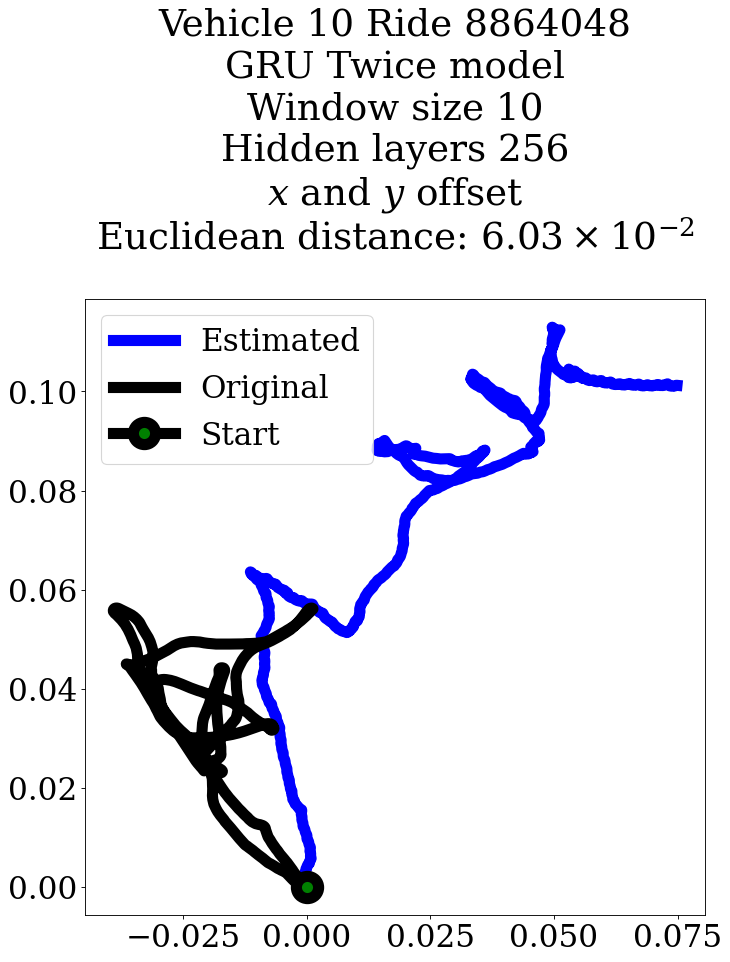 Vehicle 10 Ride 8864048
GRU Twice model
Window size 10
Hidden layers 256
x and y offset
Euclidean distance: 6.03 × 10⁻²
Estimated
Original
Start
0.10
0.08
0.06
0.04
0.02
0.00
−0.025 0.000 0.025 0.050 0.075